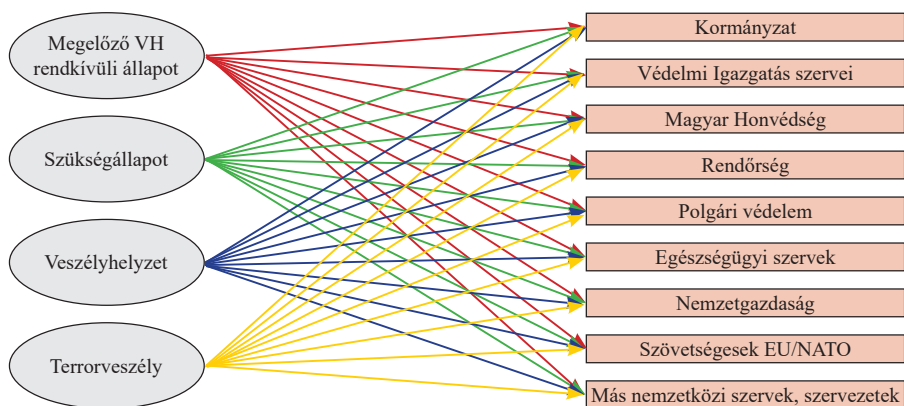 Megelőző VH
rendkívüli állapot
Szükségállapot
Veszélyhelyzet
Terrorveszély
Kormányzat
Védelmi Igazgatás szervei
Magyar Honvédség
Rendőrség
Polgári védelem
Egészségügyi szervek
Nemzetgazdaság
Szövetségesek EU/NATO
Más nemzetközi szervek, szervezetek